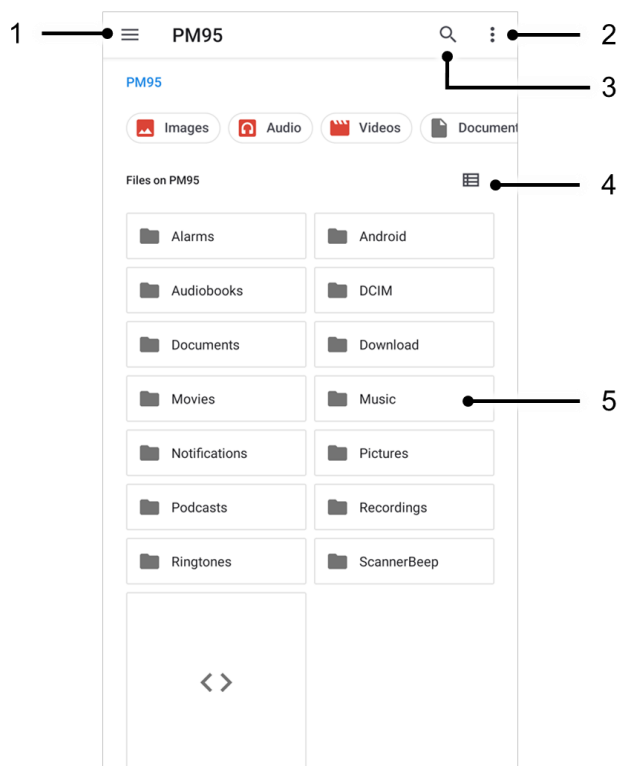 1
PM95
2
3
PM95
Images Audio Videos Document
Files on PM95
4
Alarms Android
Audiobooks DCIM
Documents Download
Movies Music
5
Notifications Pictures
Podcasts Recordings
Ringtones ScannerBeep